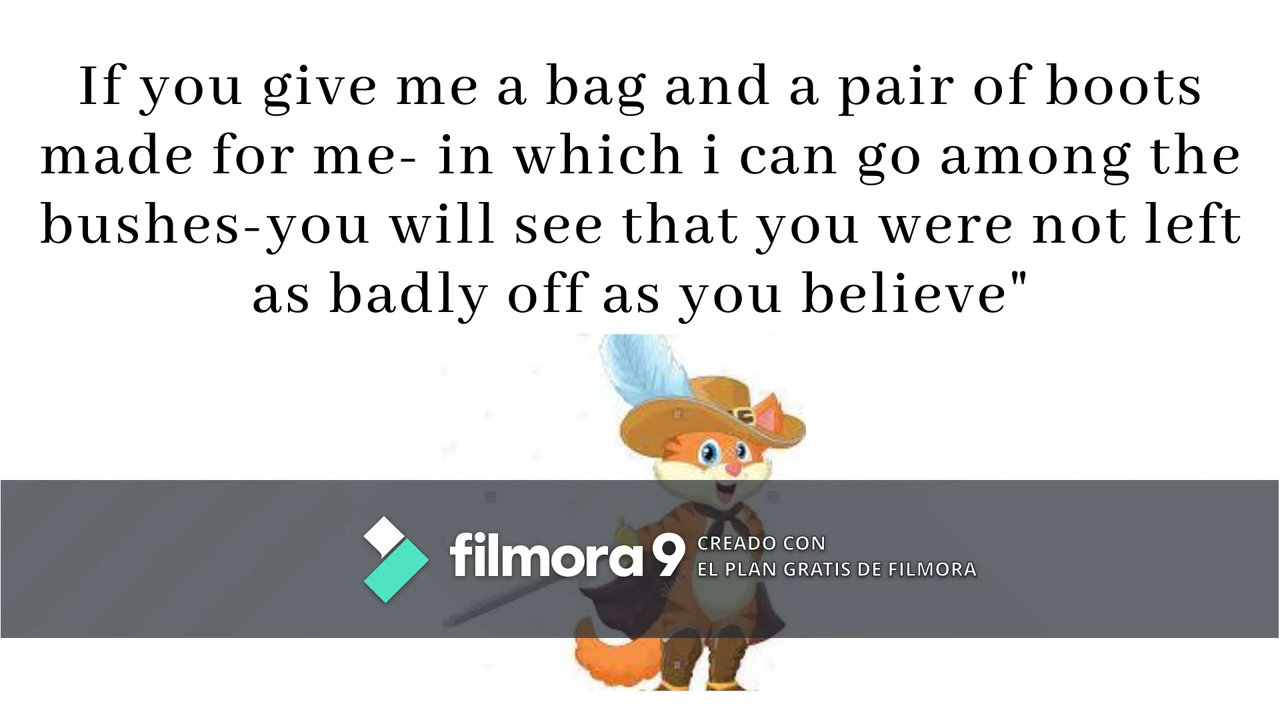 If you give me a bag and a pair of boots
made for me- in which i can go among the
bushes-you will see that you were not left
as badly off as you believe"
filmora 9
CREADO CON
EL PLAN GRATIS DE FILMORA